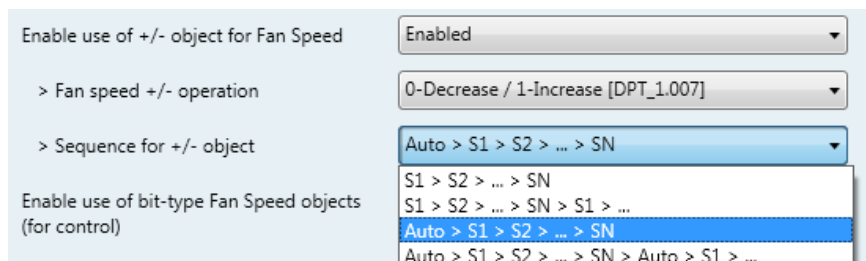 Enable use of +/- object for Fan Speed
Enabled
> Fan speed +/- operation
0-Decrease / 1-Increase [DPT_1.007]
> Sequence for +/- object
Auto > S1 > S2 > ... > SN
S1 > S2 > ... > SN
Enable use of bit-type Fan Speed objects
(for control)
S1 > S2 > ... > SN > S1 > ...
Auto > S1 > S2 > ... > SN
Auto > S1 > S2 > ... > SN > Auto > S1 > ...